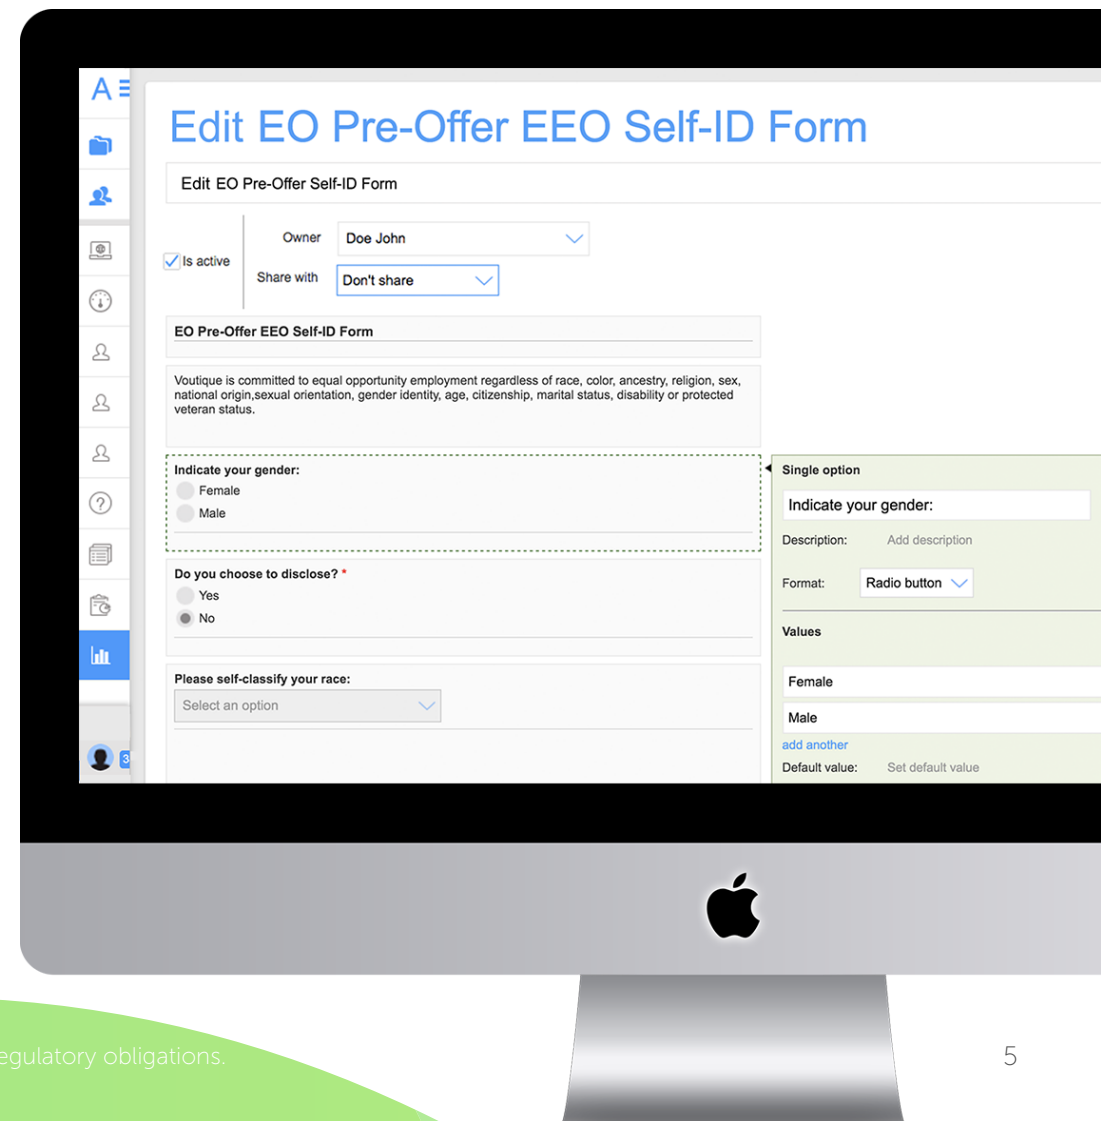 A
Edit EO Pre-Offer EEO Self-ID Form
Edit EO Pre-Offer Self-ID Form
Is active
Owner
Doe John
Share with
Don't share
EO Pre-Offer EEO Self-ID Form
Voutique is committed to equal opportunity employment regardless of race, color, ancestry, religion, sex,
national origin,sexual orientation, gender identity, age, citizenship, marital status, disability or protected
veteran status.
Indicate your gender:
Female
Male
Do you choose to disclose? *
Yes
No
Please self-classify your race:
Select an option
Single option
Indicate your gender:
Description:
Add description
Format:
Radio button
Values
Female
Male
add another
Default value:
Set default value
3
egulatory obligations.
5